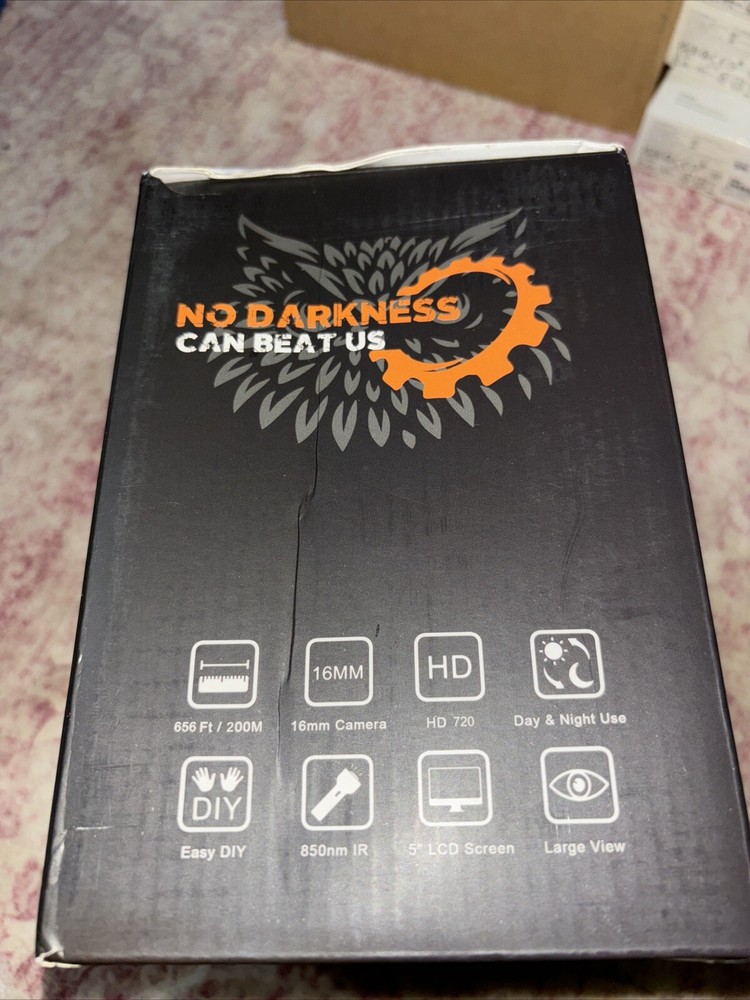 NO DARKNESS
CAN BEAT US
16MM
HD
656 Ft / 200M
16mm Camera
HD 720
Day & Night Use
DIY
Easy DIY
850nm IR
5" LCD Screen
Large View